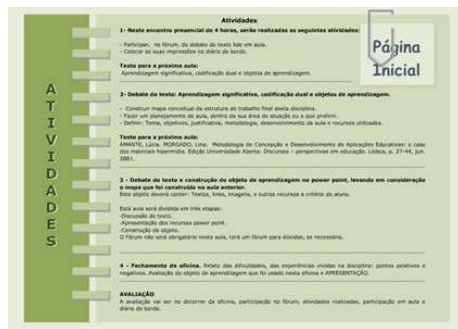 Atividades
1- Neste encontro presencial de 4 horas, serão realizadas as seguintes atividades:
- Participer, no fórum, do debate do texto lido em aula.
- Colocar as suas impressões no diário de bordo.
Texto para a próxima aula:
Aprendizagem significativa, codificação dual e objetos de aprendizagem.
Página
Inicial
ATIVIDADES
2- Debate do texto: Aprendizagem significativa, codificação dual e objetos de aprendizagem.
- Construir mapa conceitual da estrutura do trabalho final desta disciplina.
- Fazer um planejamento de aula, dentro da sua área de atuação ou a que preferirem.
- Definir: Tema, objetivos, justificativa, metodologia, desenvolvimento da aula e recursos utilizados.
Texto para a próxima aula:
AMANTE, Lúcia. MORGADO, Lina. Metodologia de Concepção e Desenvolvimento de Aplicações Educativas: o caso
dos materiais hipermídia. Edição Universidade Aberta: Discursos - perspectivas em educação. Lisboa, p. 27-44, jun.
2001.
3 - Debate do texto e construção do objeto de aprendizagem no power point, levando em consideração
o mapa que foi construído na aula anterior.
Este objeto deverá conter: Textos, links, imagens, e outros recursos a critério do aluno.
Está aula será dividida em três etapas:
-Discussão do texto.
-Apresentação dos recursos power point.
-Construção do objeto.
O fórum não será obrigatório nesta aula, terá um fórum para dúvidas, se necessário.
4 - Fechamento da oficina. Relato das dificuldades, das experiências vividas na disciplina: pontos positivos e
negativos. Avaliação do objeto de aprendizagem que foi usado nesta oficina e APRESENTAÇÃO.
AVALIAÇÃO
A avaliação vai ser no decorrer da oficina, participação no fórum, atividades realizadas, participação em aula e
diário de bordo.